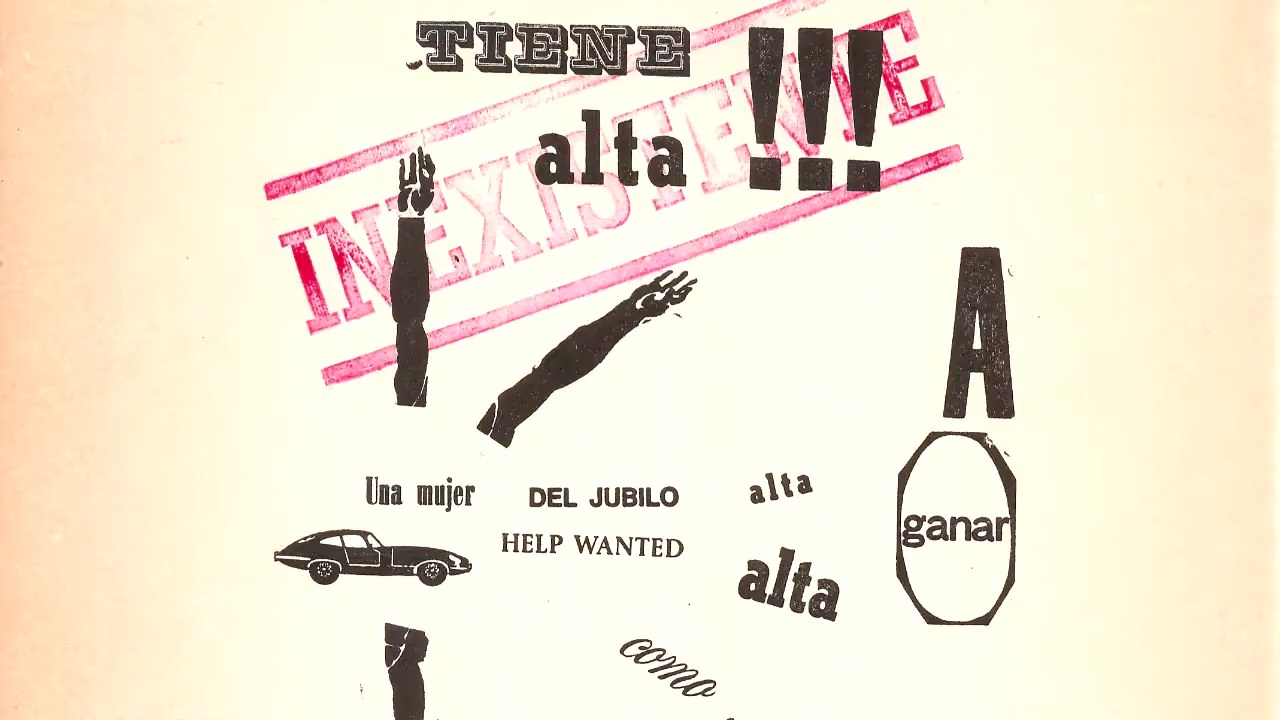 TIENE
!!!
alta
INEXISTENTE
A
Una mujer
DEL JUBILO
alta
HELP WANTED
ganar
alta
como